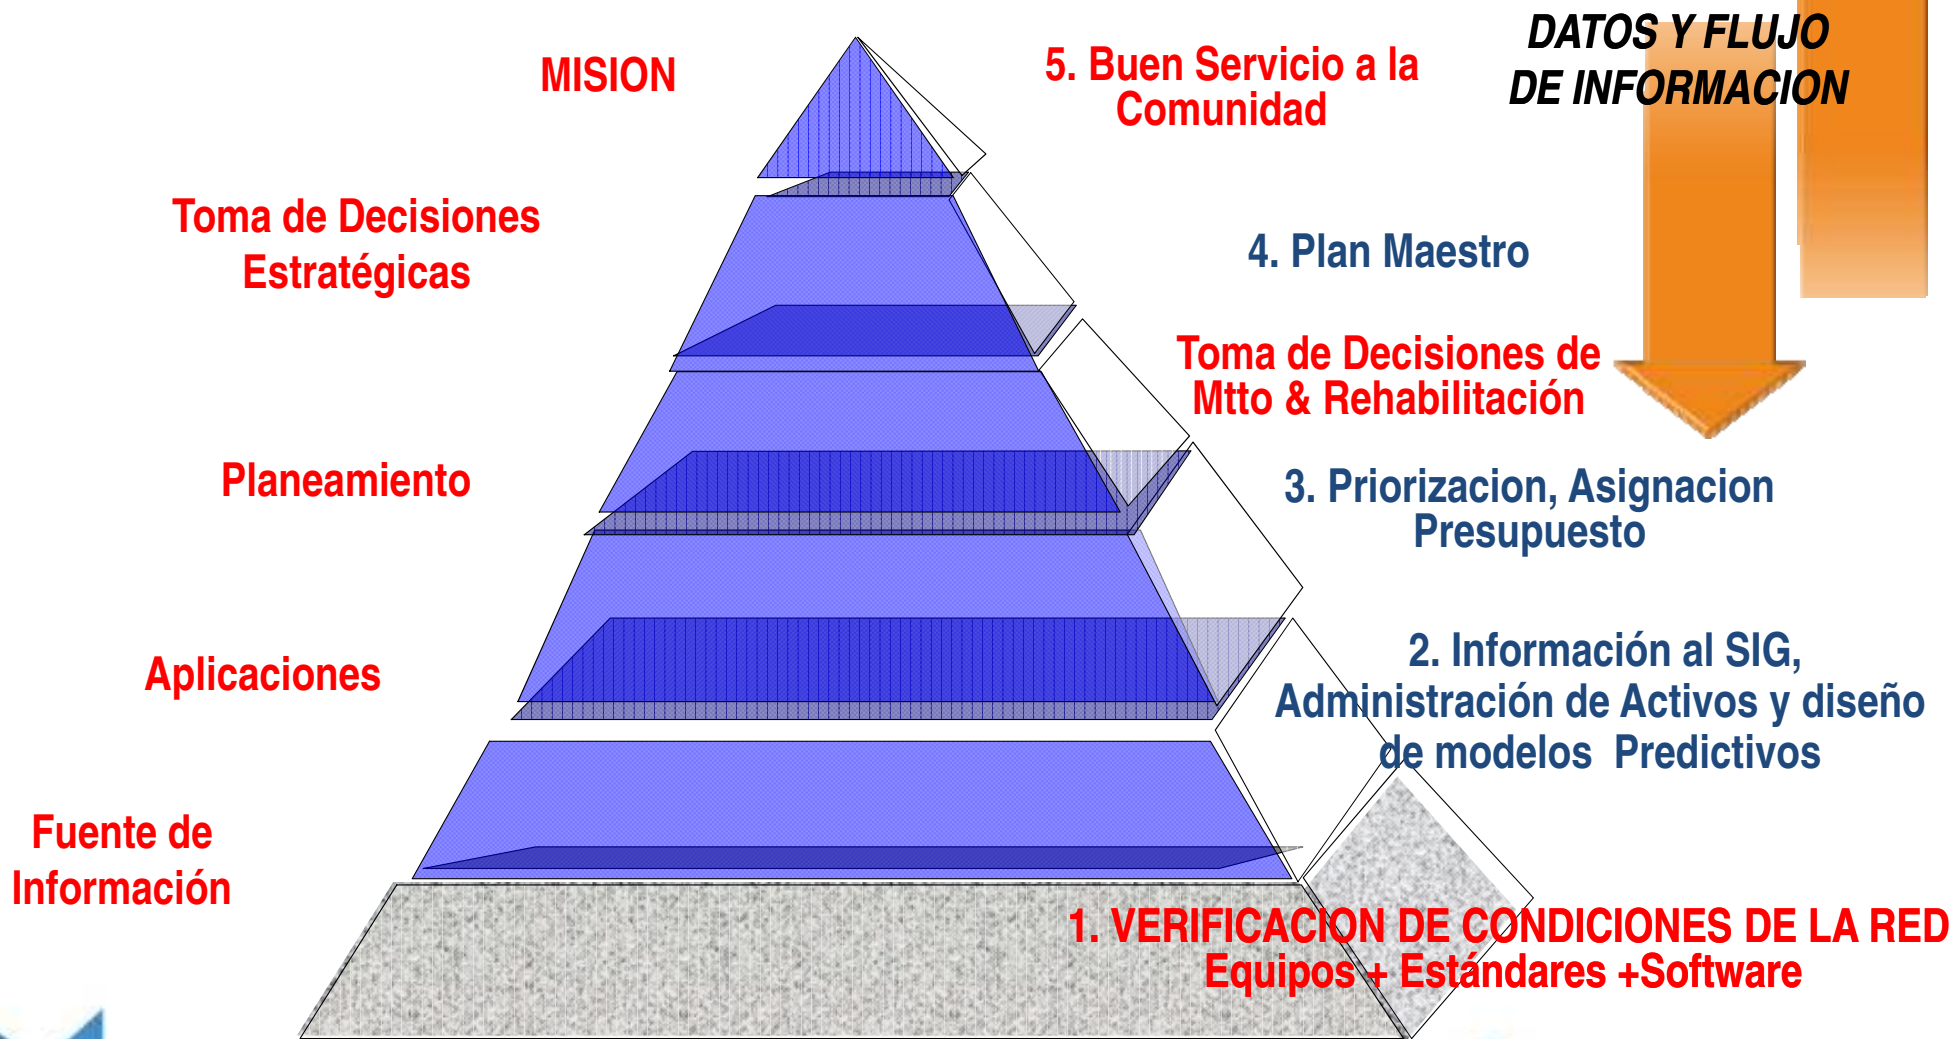 DATOS Y FLUJO
DE INFORMACION
MISION
5. Buen Servicio a la
Comunidad
Toma de Decisiones
Estratégicas
4. Plan Maestro
Toma de Decisiones de
Mtto & Rehabilitación
Planeamiento
3. Priorizacion, Asignacion
Presupuesto
Aplicaciones
2. Información al SIG,
Administración de Activos y diseño
de modelos Predictivos
Fuente de
Información
1. VERIFICACION DE CONDICIONES DE LA RED
Equipos + Estándares +Software